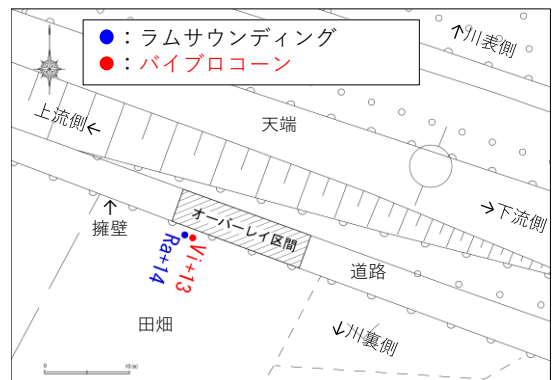 ●：ラムサウンディング
●：バイブロコーン
↑川表側
上流側←
天端
→下流側
↑
擁壁
オーバーレイ区間
Ra+14
Vi+13
道路
田畑
↓川裏側
0
10(m)